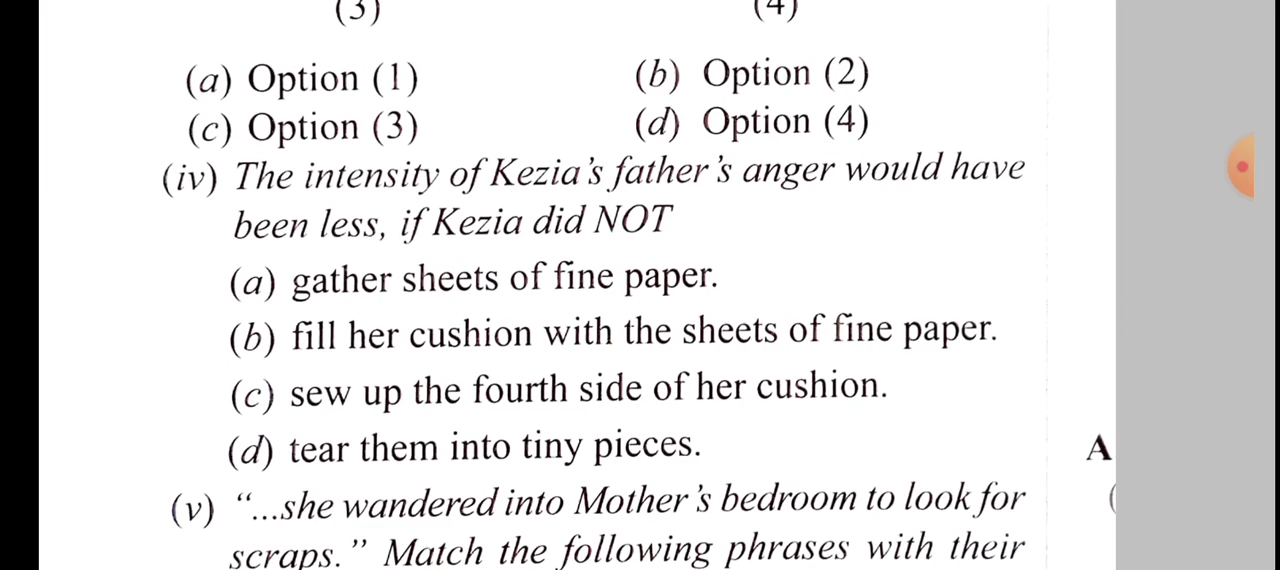 (3) (4)
(a) Option (1) (b) Option (2)
(c) Option (3) (d) Option (4)
(iv) The intensity of Kezia's father's anger would have
been less, if Kezia did NOT
(a) gather sheets of fine paper.
(b) fill her cushion with the sheets of fine paper.
(c) sew up the fourth side of her cushion.
(d) tear them into tiny pieces.
A
(v) “...she wandered into Mother's bedroom to look for
scraps.” Match the following phrases with their